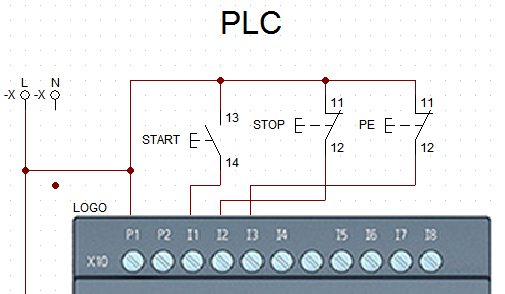 PLC
L N
-X -X
13 11 11
START STOP PE
14 12 12
LOGO
P1 P2 I1 I2 I3 I4 I5 I6 I7 I8
X10